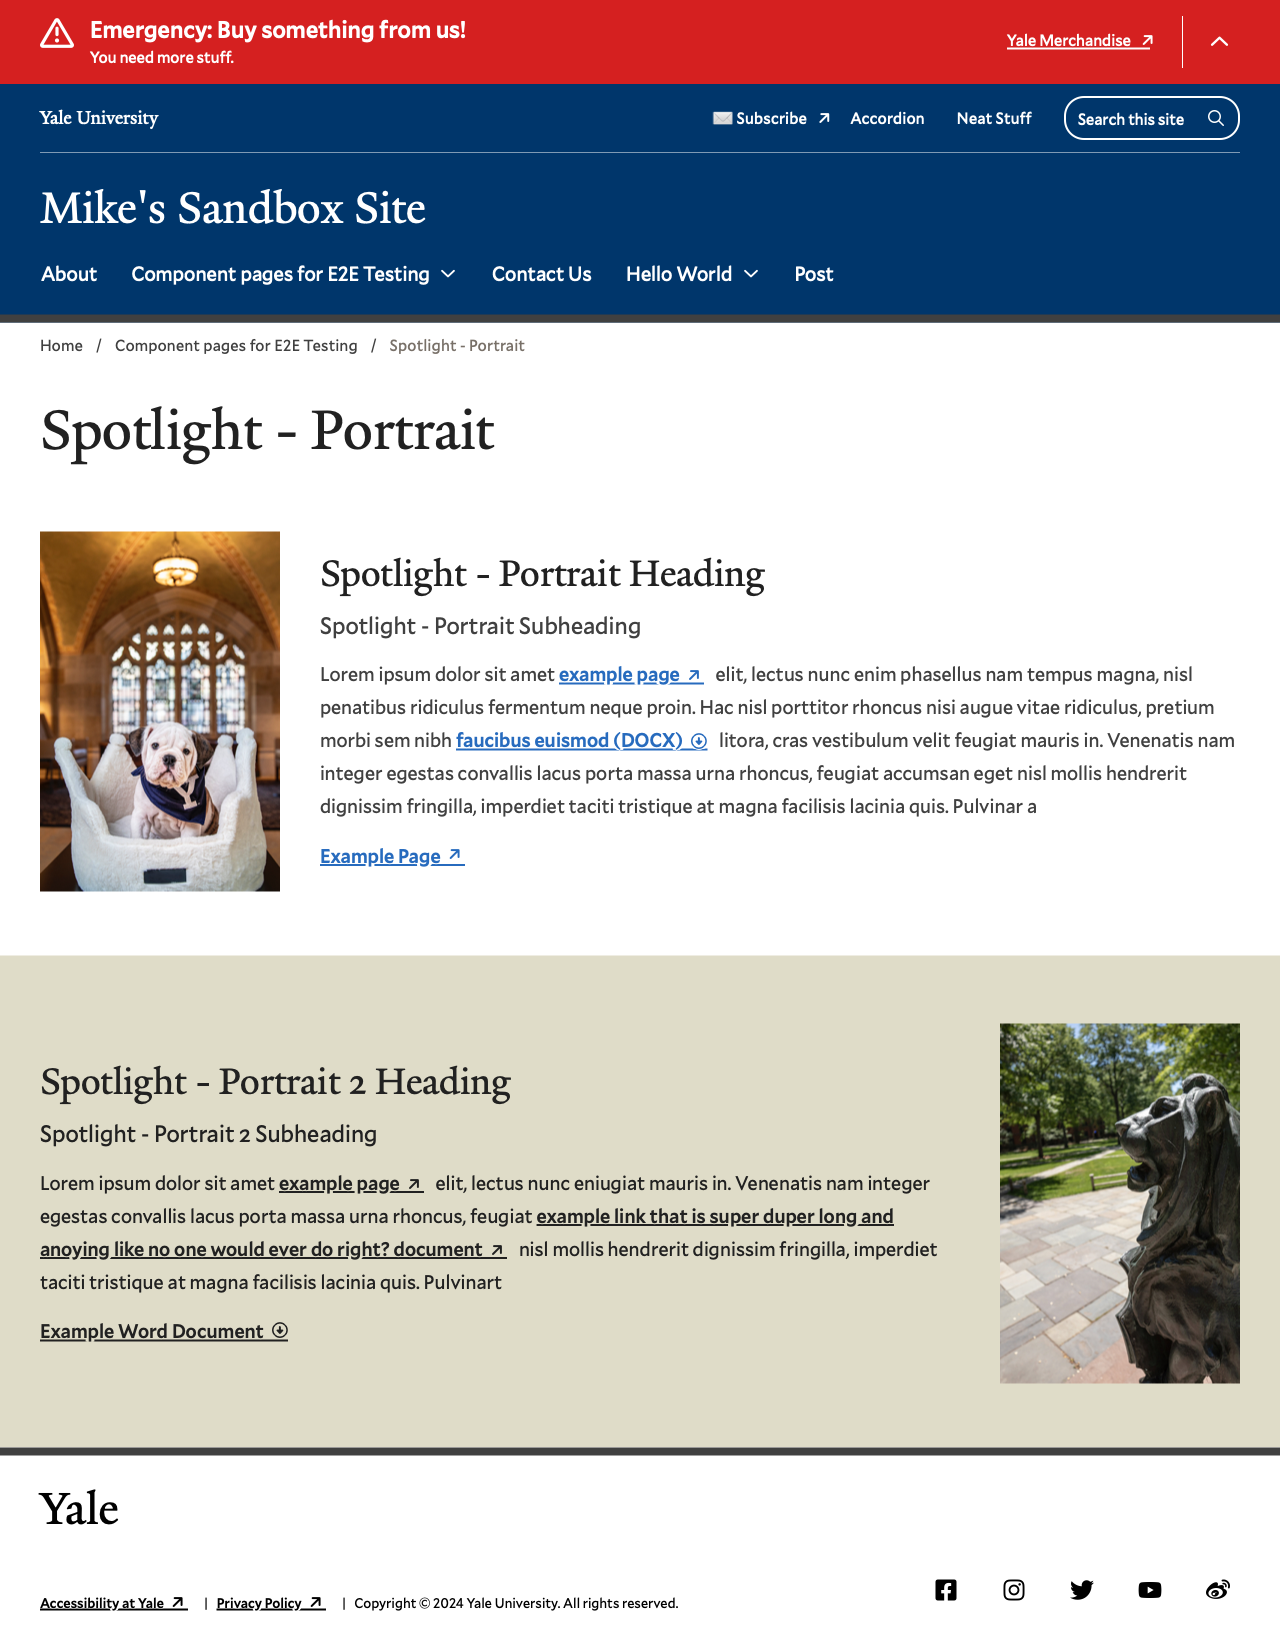 Emergency: Buy something from us!
You need more stuff.
Yale Merchandise
Yale University
Subscribe
Accordion
Neat Stuff
Search this site
Mike's Sandbox Site
About
Component pages for E2E Testing
Contact Us
Hello World
Post
Home / Component pages for E2E Testing / Spotlight - Portrait
Spotlight - Portrait
Spotlight - Portrait Heading
Spotlight - Portrait Subheading
Lorem ipsum dolor sit amet example page elit, lectus nunc enim phasellus nam tempus magna, nisl
penatibus ridiculus fermentum neque proin. Hac nisl porttitor rhoncus nisi augue vitae ridiculus, pretium
morbi sem nibh faucibus euismod (DOCX) litora, cras vestibulum velit feugiat mauris in. Venenatis nam
integer egestas convallis lacus porta massa urna rhoncus, feugiat accumsan eget nisl mollis hendrerit
dignissim fringilla, imperdiet taciti tristique at magna facilisis lacinia quis. Pulvinar a
Example Page
Spotlight - Portrait 2 Heading
Spotlight - Portrait 2 Subheading
Lorem ipsum dolor sit amet example page elit, lectus nunc eniugiat mauris in. Venenatis nam integer
egestas convallis lacus porta massa urna rhoncus, feugiat example link that is super duper long and
anoying like no one would ever do right? document nisl mollis hendrerit dignissim fringilla, imperdiet
taciti tristique at magna facilisis lacinia quis. Pulvinart
Example Word Document
Yale
Accessibility at Yale | Privacy Policy | Copyright © 2024 Yale University. All rights reserved.